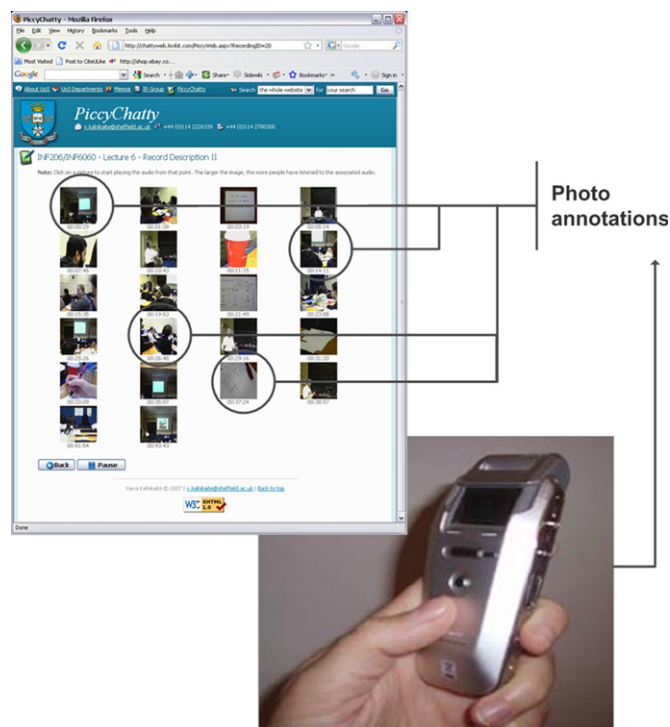 PiccyChatty - Mozilla Firefox
File Edit View History Bookmarks Tools Help
http://chattyweb.kivikit.com/PiccyWeb.aspx?RecordingID=20
Google
Most Visited Post to CiteULike http://shop.ebay.co...
Google Search Share Sidewiki Bookmarks Sign in
About UoS UoS Departments Memoir IR Group PiccyChatty Search the whole website for your search Go
PiccyChatty
v.kalnikaite@sheffield.ac.uk +44 (0)114 2226339 +44 (0)114 2780300
INF206/INF6060 - Lecture 6 - Record Description II
Note: Click on a picture to start playing the audio from that point. The larger the image, the more people have listened to the associated audio.
00:00:29 00:01:39 00:03:19 00:05:14
00:07:46 00:10:43 00:11:15 00:14:31
00:15:35 00:19:53 00:21:49 00:23:08
00:25:26 00:26:48 00:29:16 00:31:33
00:33:09 00:35:07 00:37:24 00:38:57
00:41:54 00:43:43
Back Pause
Vaiva Kalnikaite © 2007 | v.kalnikaite@sheffield.ac.uk | Back to top
W3C XHTML 1.0
Done
Photo
annotations